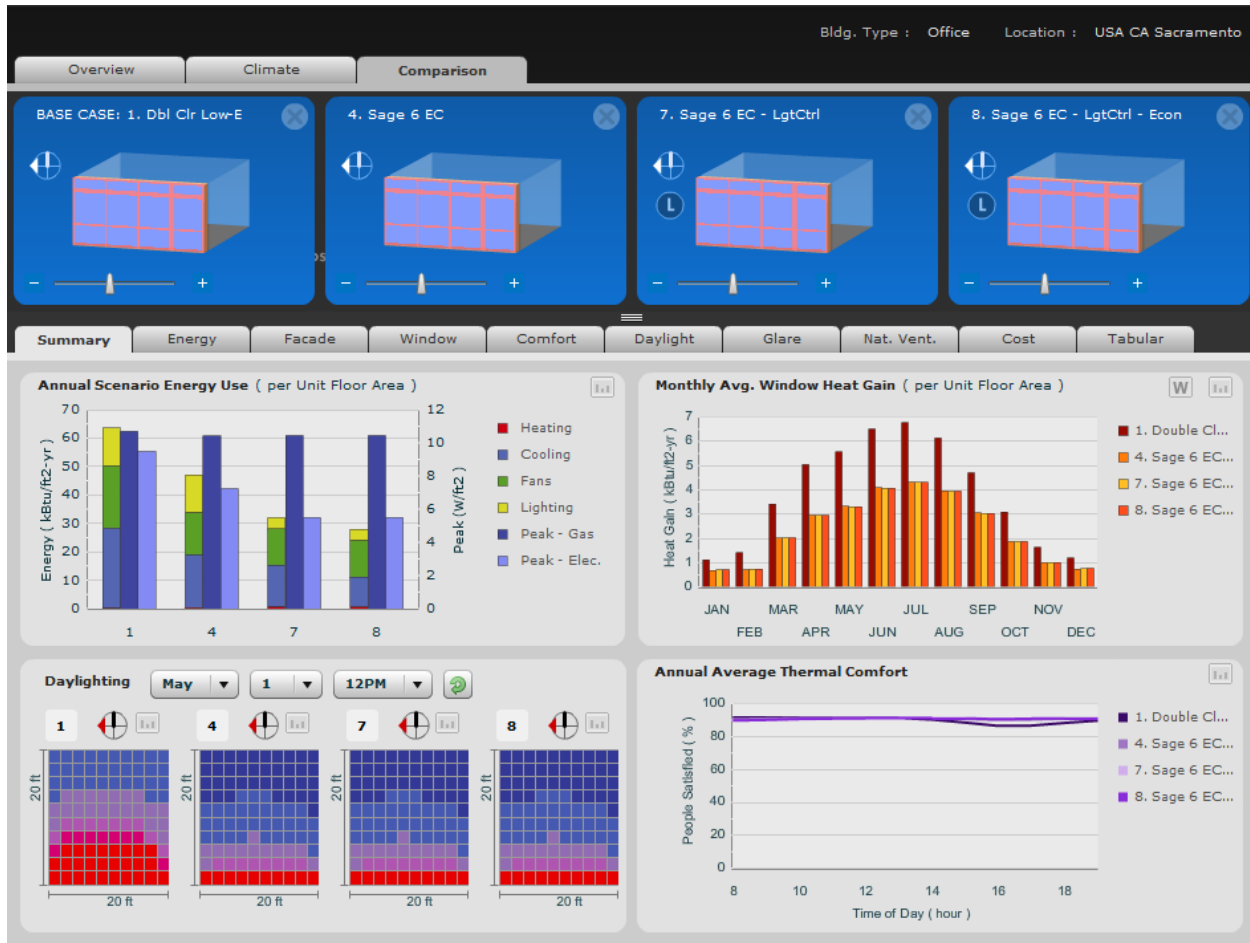 Bldg. Type : Office Location : USA CA Sacramento
Overview Climate Comparison
BASE CASE: 1. Dbl Clr Low-E
4. Sage 6 EC
7. Sage 6 EC - LgtCtrl
8. Sage 6 EC - LgtCtrl - Econ
L
L
os
Summary Energy Facade Window Comfort Daylight Glare Nat. Vent. Cost Tabular
Annual Scenario Energy Use ( per Unit Floor Area )
Energy ( kBtu/ft2-yr )
70
60
50
40
30
20
10
0
12
10
8
6
4
2
0
Peak ( W/ft2 )
1 4 7 8
Heating
Cooling
Fans
Lighting
Peak - Gas
Peak - Elec.
Monthly Avg. Window Heat Gain ( per Unit Floor Area )
W
Heat Gain ( kBtu/ft2-yr )
7
6
5
4
3
2
1
0
JAN MAR MAY JUL SEP NOV
FEB APR JUN AUG OCT DEC
1. Double Cl...
4. Sage 6 EC...
7. Sage 6 EC...
8. Sage 6 EC...
Daylighting May 1 12PM
1 4 7 8
20 ft 20 ft 20 ft 20 ft
20 ft 20 ft 20 ft 20 ft
Annual Average Thermal Comfort
People Satisfied ( % )
100
80
60
40
20
0
8 10 12 14 16 18
Time of Day ( hour )
1. Double Cl...
4. Sage 6 EC...
7. Sage 6 EC...
8. Sage 6 EC...